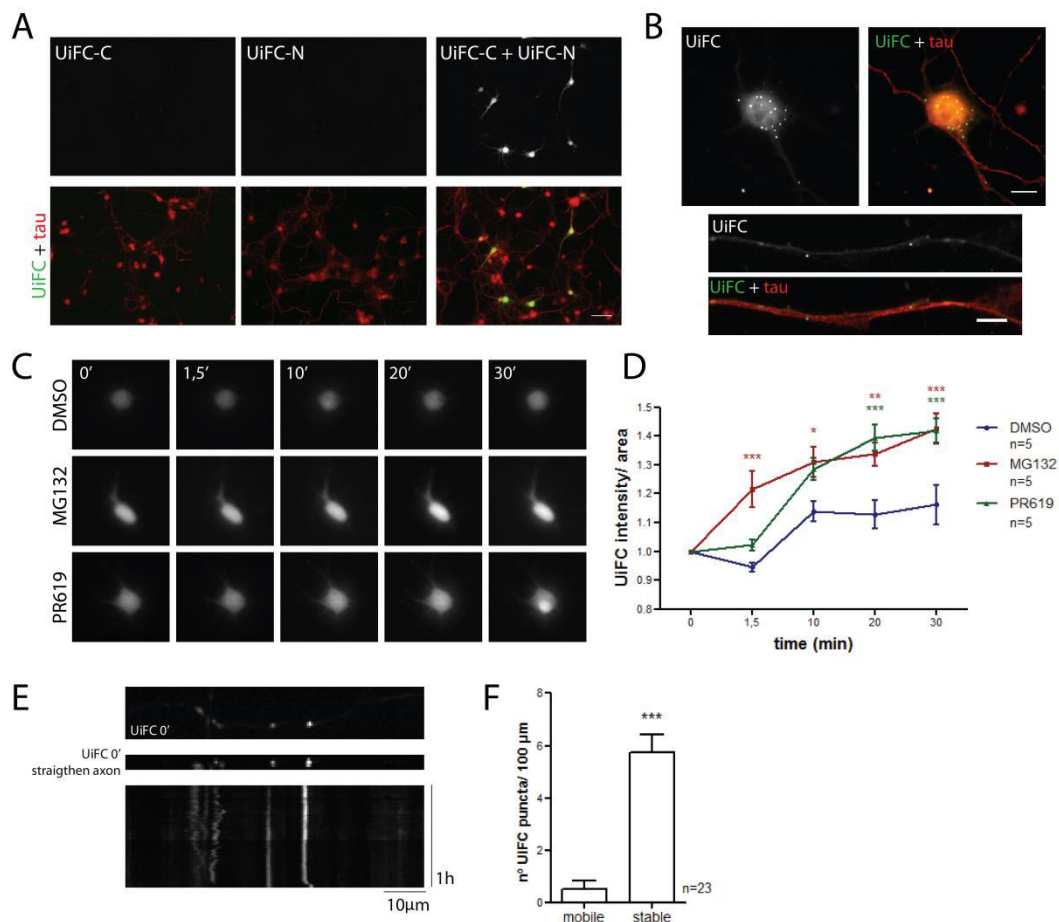 A
UiFC-C
UiFC-N
UiFC-C + UiFC-N
UiFC + tau
B
UiFC
UiFC + tau
UiFC
UiFC + tau
C
0’
1,5’
10’
20’
30’
DMSO
MG132
PR619
D
UiFC intensity/ area
1.5
1.4
1.3
1.2
1.1
1.0
0.9
0.8
***
*
**
***
***
***
0
1,5
10
20
30
time (min)
DMSO
n=5
MG132
n=5
PR619
n=5
E
UiFC 0’
UiFC 0’
straigthen axon
1h
10μm
F
nº UiFC puncta/ 100 μm
8
6
4
2
0
***
mobile
stable
n=23